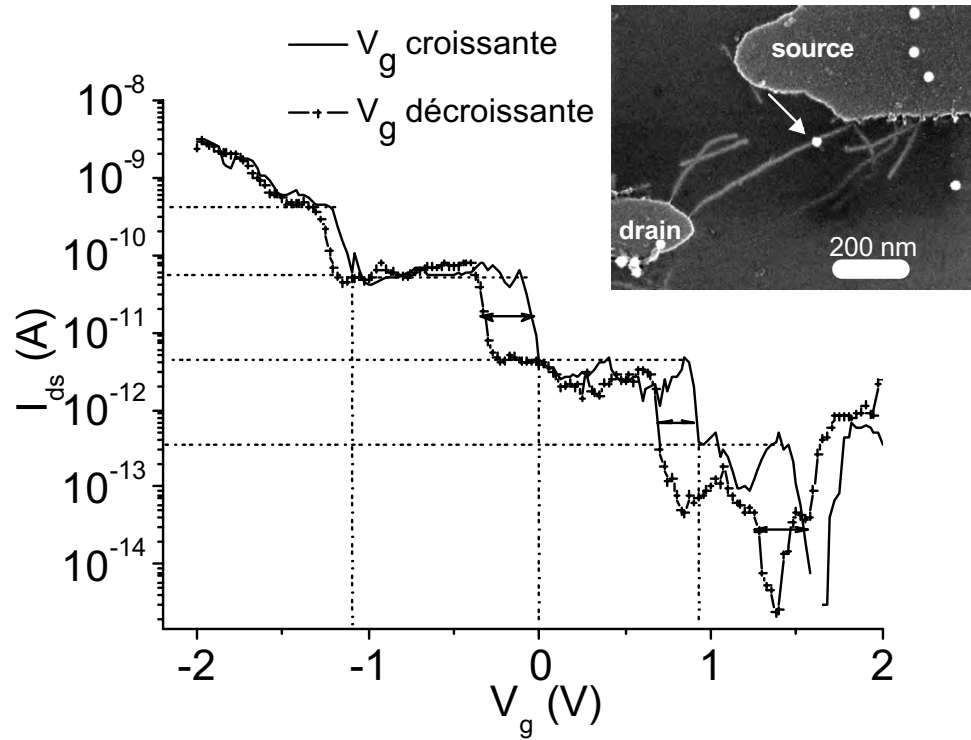 V_g croissante
V_g décroissante
source
drain
200 nm
10^-8
10^-9
10^-10
10^-11
10^-12
10^-13
10^-14
I_ds (A)
-2 -1 0 1 2
V_g (V)